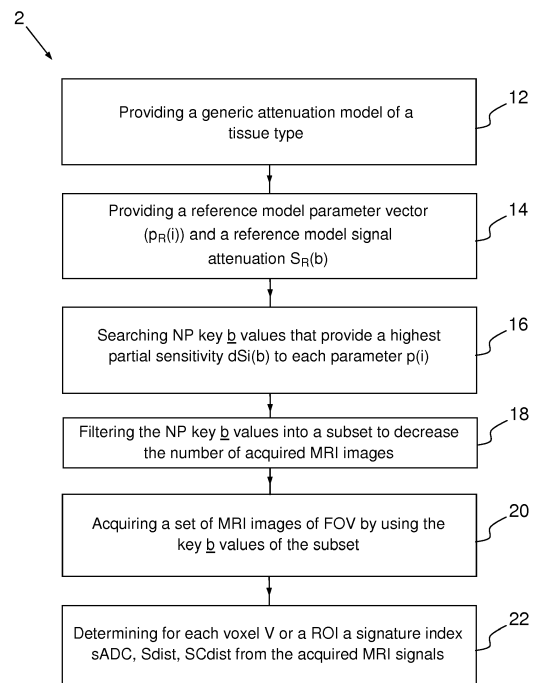 2
12
Providing a generic attenuation model of a
tissue type
14
Providing a reference model parameter vector
(pR(i)) and a reference model signal
attenuation SR(b)
16
Searching NP key b values that provide a highest
partial sensitivity dSi(b) to each parameter p(i)
18
Filtering the NP key b values into a subset to decrease
the number of acquired MRI images
20
Acquiring a set of MRI images of FOV by using the
key b values of the subset
22
Determining for each voxel V or a ROI a signature index
sADC, Sdist, SCdist from the acquired MRI signals